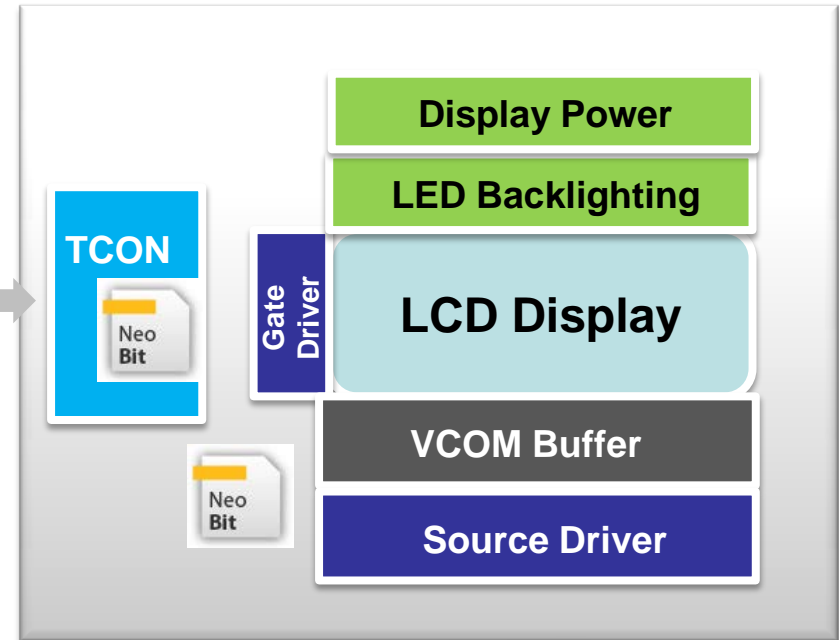 Display Power
LED Backlighting
TCON
Neo
Bit
Gate
Driver
LCD Display
VCOM Buffer
Neo
Bit
Source Driver